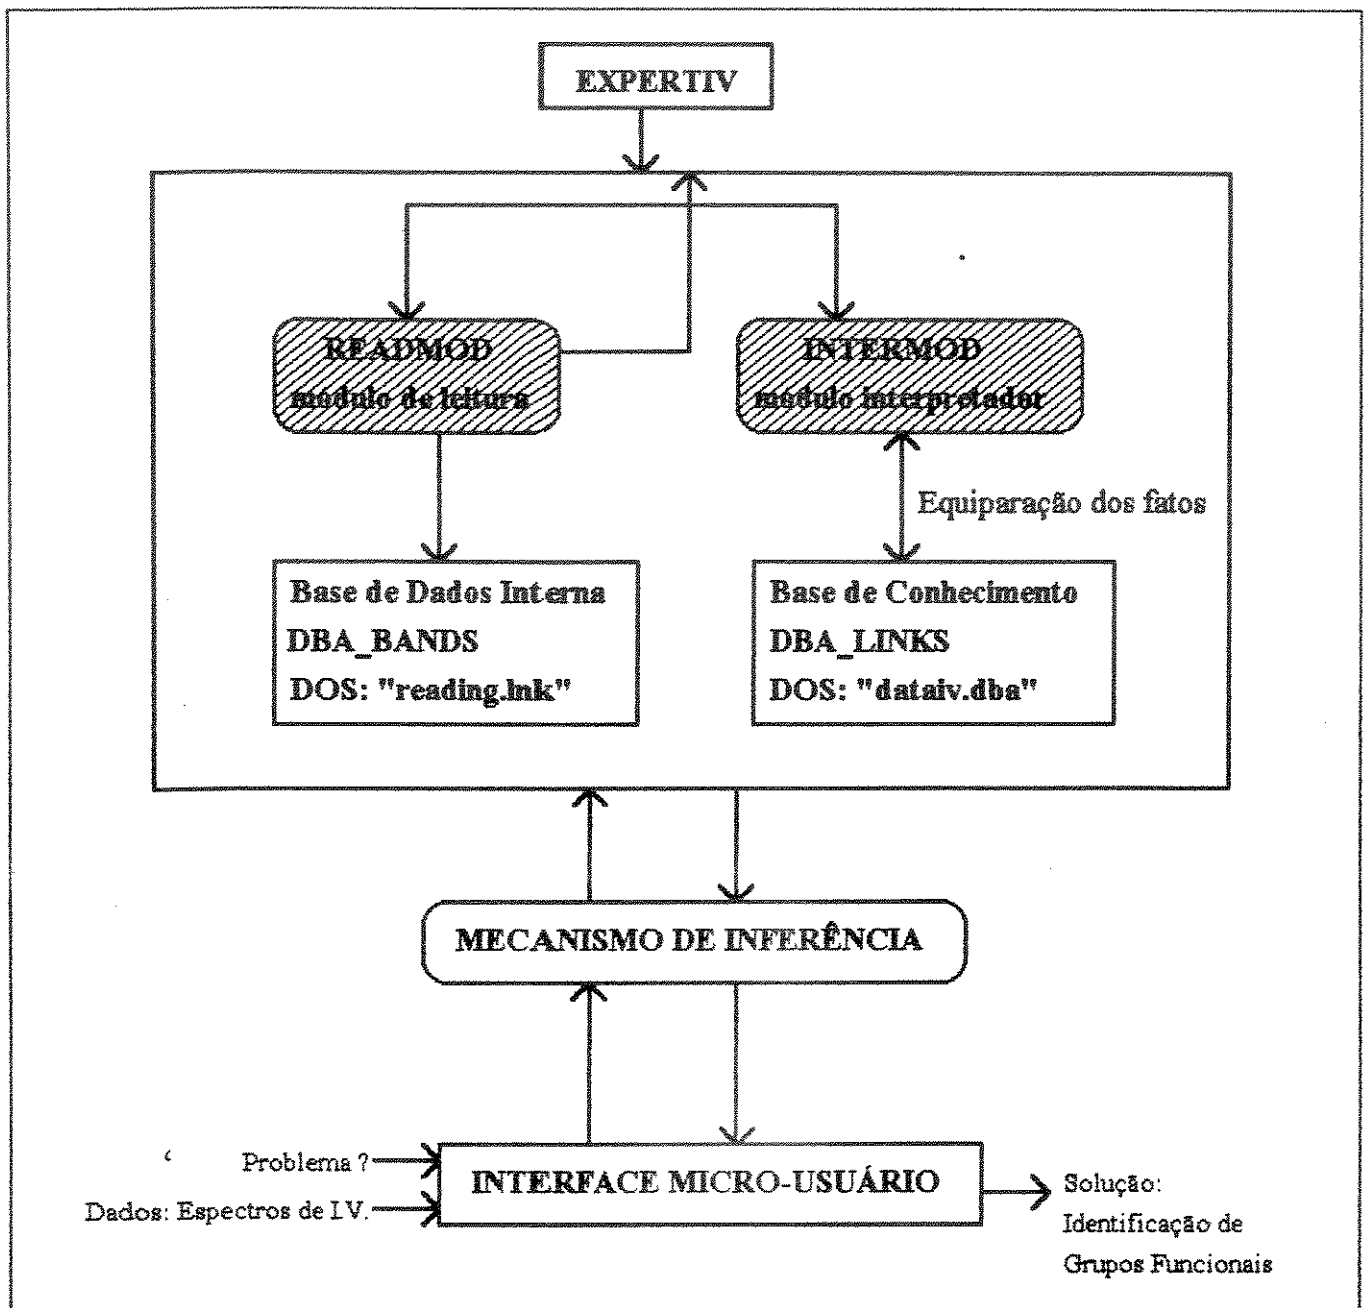 EXPERTIV
READMOD
módulo de leitura
INTERMOD
módulo interpretador
Equiparação dos fatos
Base de Dados Interna
DBA_BANDS
DOS: "reading.lnk"
Base de Conhecimento
DBA_LINKS
DOS: "dataiv.dba"
MECANISMO DE INFERÊNCIA
Problema ?
Dados: Espectros de I.V.
INTERFACE MICRO-USUÁRIO
Solução:
Identificação de
Grupos Funcionais